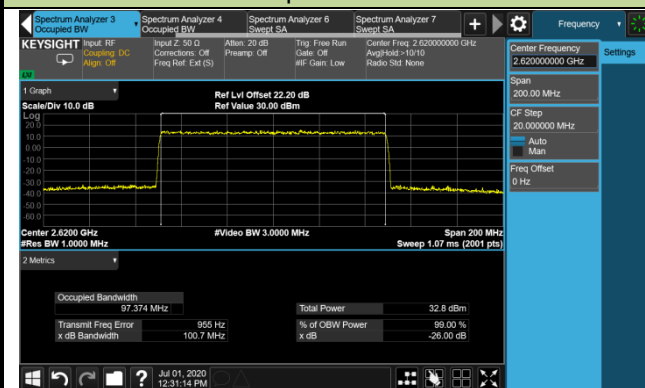 Spectrum Analyzer 3
Occupied BW
Spectrum Analyzer 4
Occupied BW
Spectrum Analyzer 6
Swept SA
Spectrum Analyzer 7
Swept SA
Frequency
KEYSIGHT
Input: RF
Coupling: DC
Align: Off
Input Z: 50 Ω
Corrections: Off
Freq Ref: Ext (S)
Atten: 20 dB
Preamp: Off
Trig: Free Run
Gate: Off
#IF Gain: Low
Center Freq: 2.620000000 GHz
Avg|Hold:>10/10
Radio Std: None
Center Frequency
2.620000000 GHz
Settings
Span
200.00 MHz
CF Step
20.000000 MHz
Auto
Man
Freq Offset
0 Hz
1 Graph
Scale/Div 10.0 dB
Ref Lvl Offset 22.20 dB
Ref Value 30.00 dBm
Log
20.0
10.0
0.00
-10.0
-20.0
-30.0
-40.0
-50.0
-60.0
Center 2.6200 GHz
#Video BW 3.0000 MHz
Span 200 MHz
#Res BW 1.0000 MHz
Sweep 1.07 ms (2001 pts)
2 Metrics
Occupied Bandwidth
97.374 MHz
Total Power
32.8 dBm
Transmit Freq Error
955 Hz
% of OBW Power
99.00 %
x dB Bandwidth
100.7 MHz
x dB
-26.00 dB
?
Jul 01, 2020
12:31:14 PM